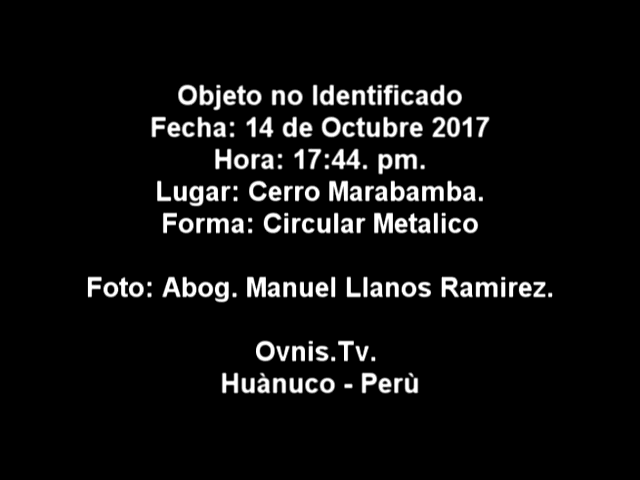 Objeto no Identificado
Fecha: 14 de Octubre 2017
Hora: 17:44. pm.
Lugar: Cerro Marabamba.
Forma: Circular Metalico
Foto: Abog. Manuel Llanos Ramirez.
Ovnis.Tv.
Huànuco - Perù